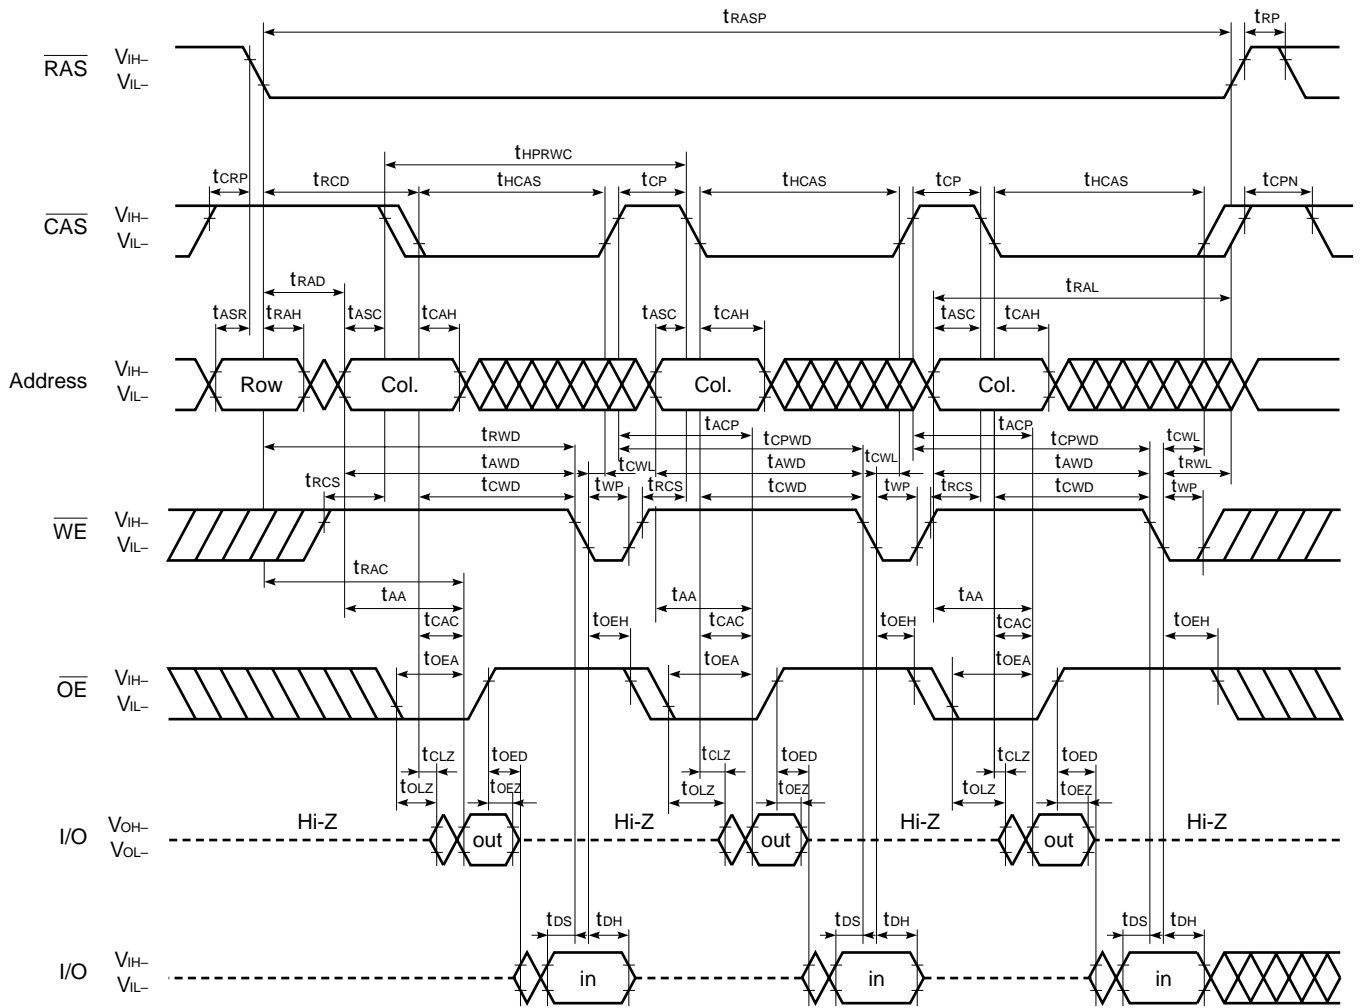 tRASP tRP
RAS VIH– VIL–
tHPRWC
tCRP tRCD tHCAS tCP tHCAS tCP tHCAS tCPN
CAS VIH– VIL–
tRAD tRAL
tASR tRAH tASC tCAH tASC tCAH tASC tCAH
Address VIH– VIL– Row Col. Col. Col.
tACP tACP
tRWD tCPWD tCPWD tCWL
tAWD tCWL tAWD tCWL tAWD tRWL
tRCS tCWD tWP tRCS tCWD tWP tRCS tCWD tWP
WE VIH– VIL–
tRAC
tAA tAA tAA
tCAC tOEH tCAC tOEH tCAC tOEH
tOEA tOEA tOEA
OE VIH– VIL–
tCLZ tOED tCLZ tOED tCLZ tOED
tOLZ tOEZ tOLZ tOEZ tOLZ tOEZ
Hi-Z Hi-Z Hi-Z Hi-Z
I/O VOH– VOL– out out out
tDS tDH tDS tDH tDS tDH
I/O VIH– VIL– in in in